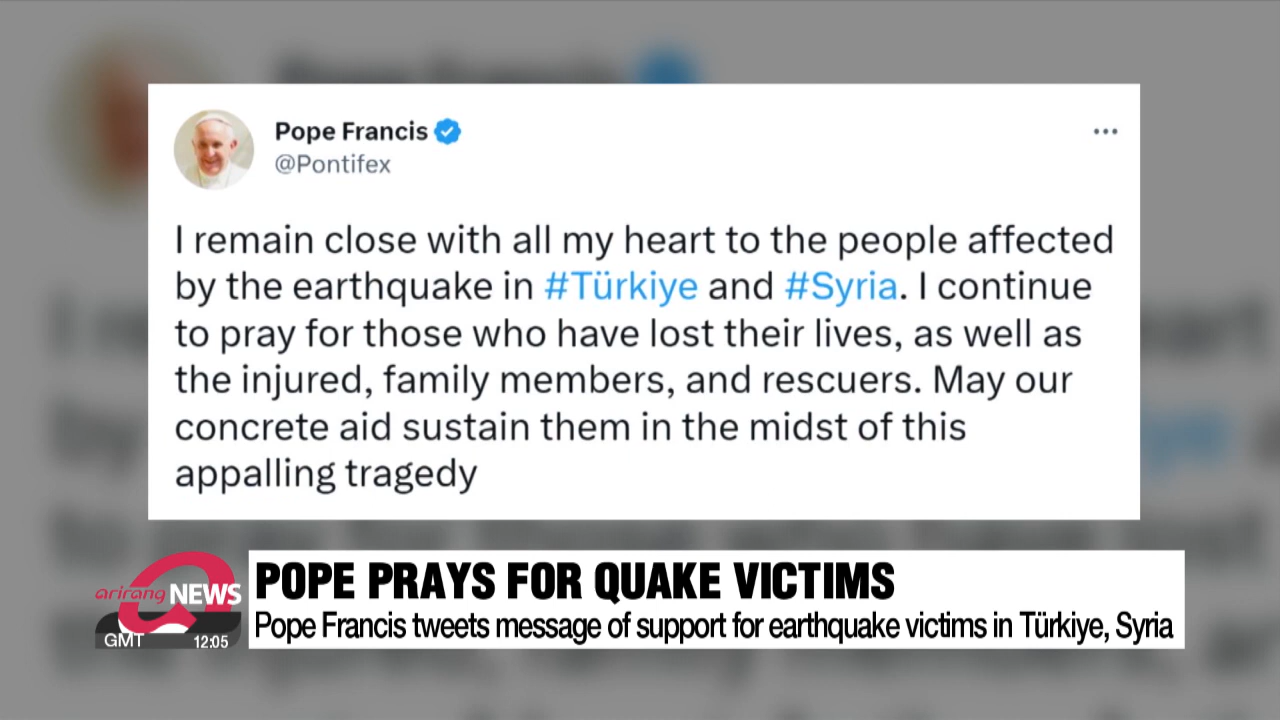 Pope Francis
@Pontifex
I remain close with all my heart to the people affected
by the earthquake in #Türkiye and #Syria. I continue
to pray for those who have lost their lives, as well as
the injured, family members, and rescuers. May our
concrete aid sustain them in the midst of this
appalling tragedy
arirang NEWS
GMT 12:05
POPE PRAYS FOR QUAKE VICTIMS
Pope Francis tweets message of support for earthquake victims in Türkiye, Syria